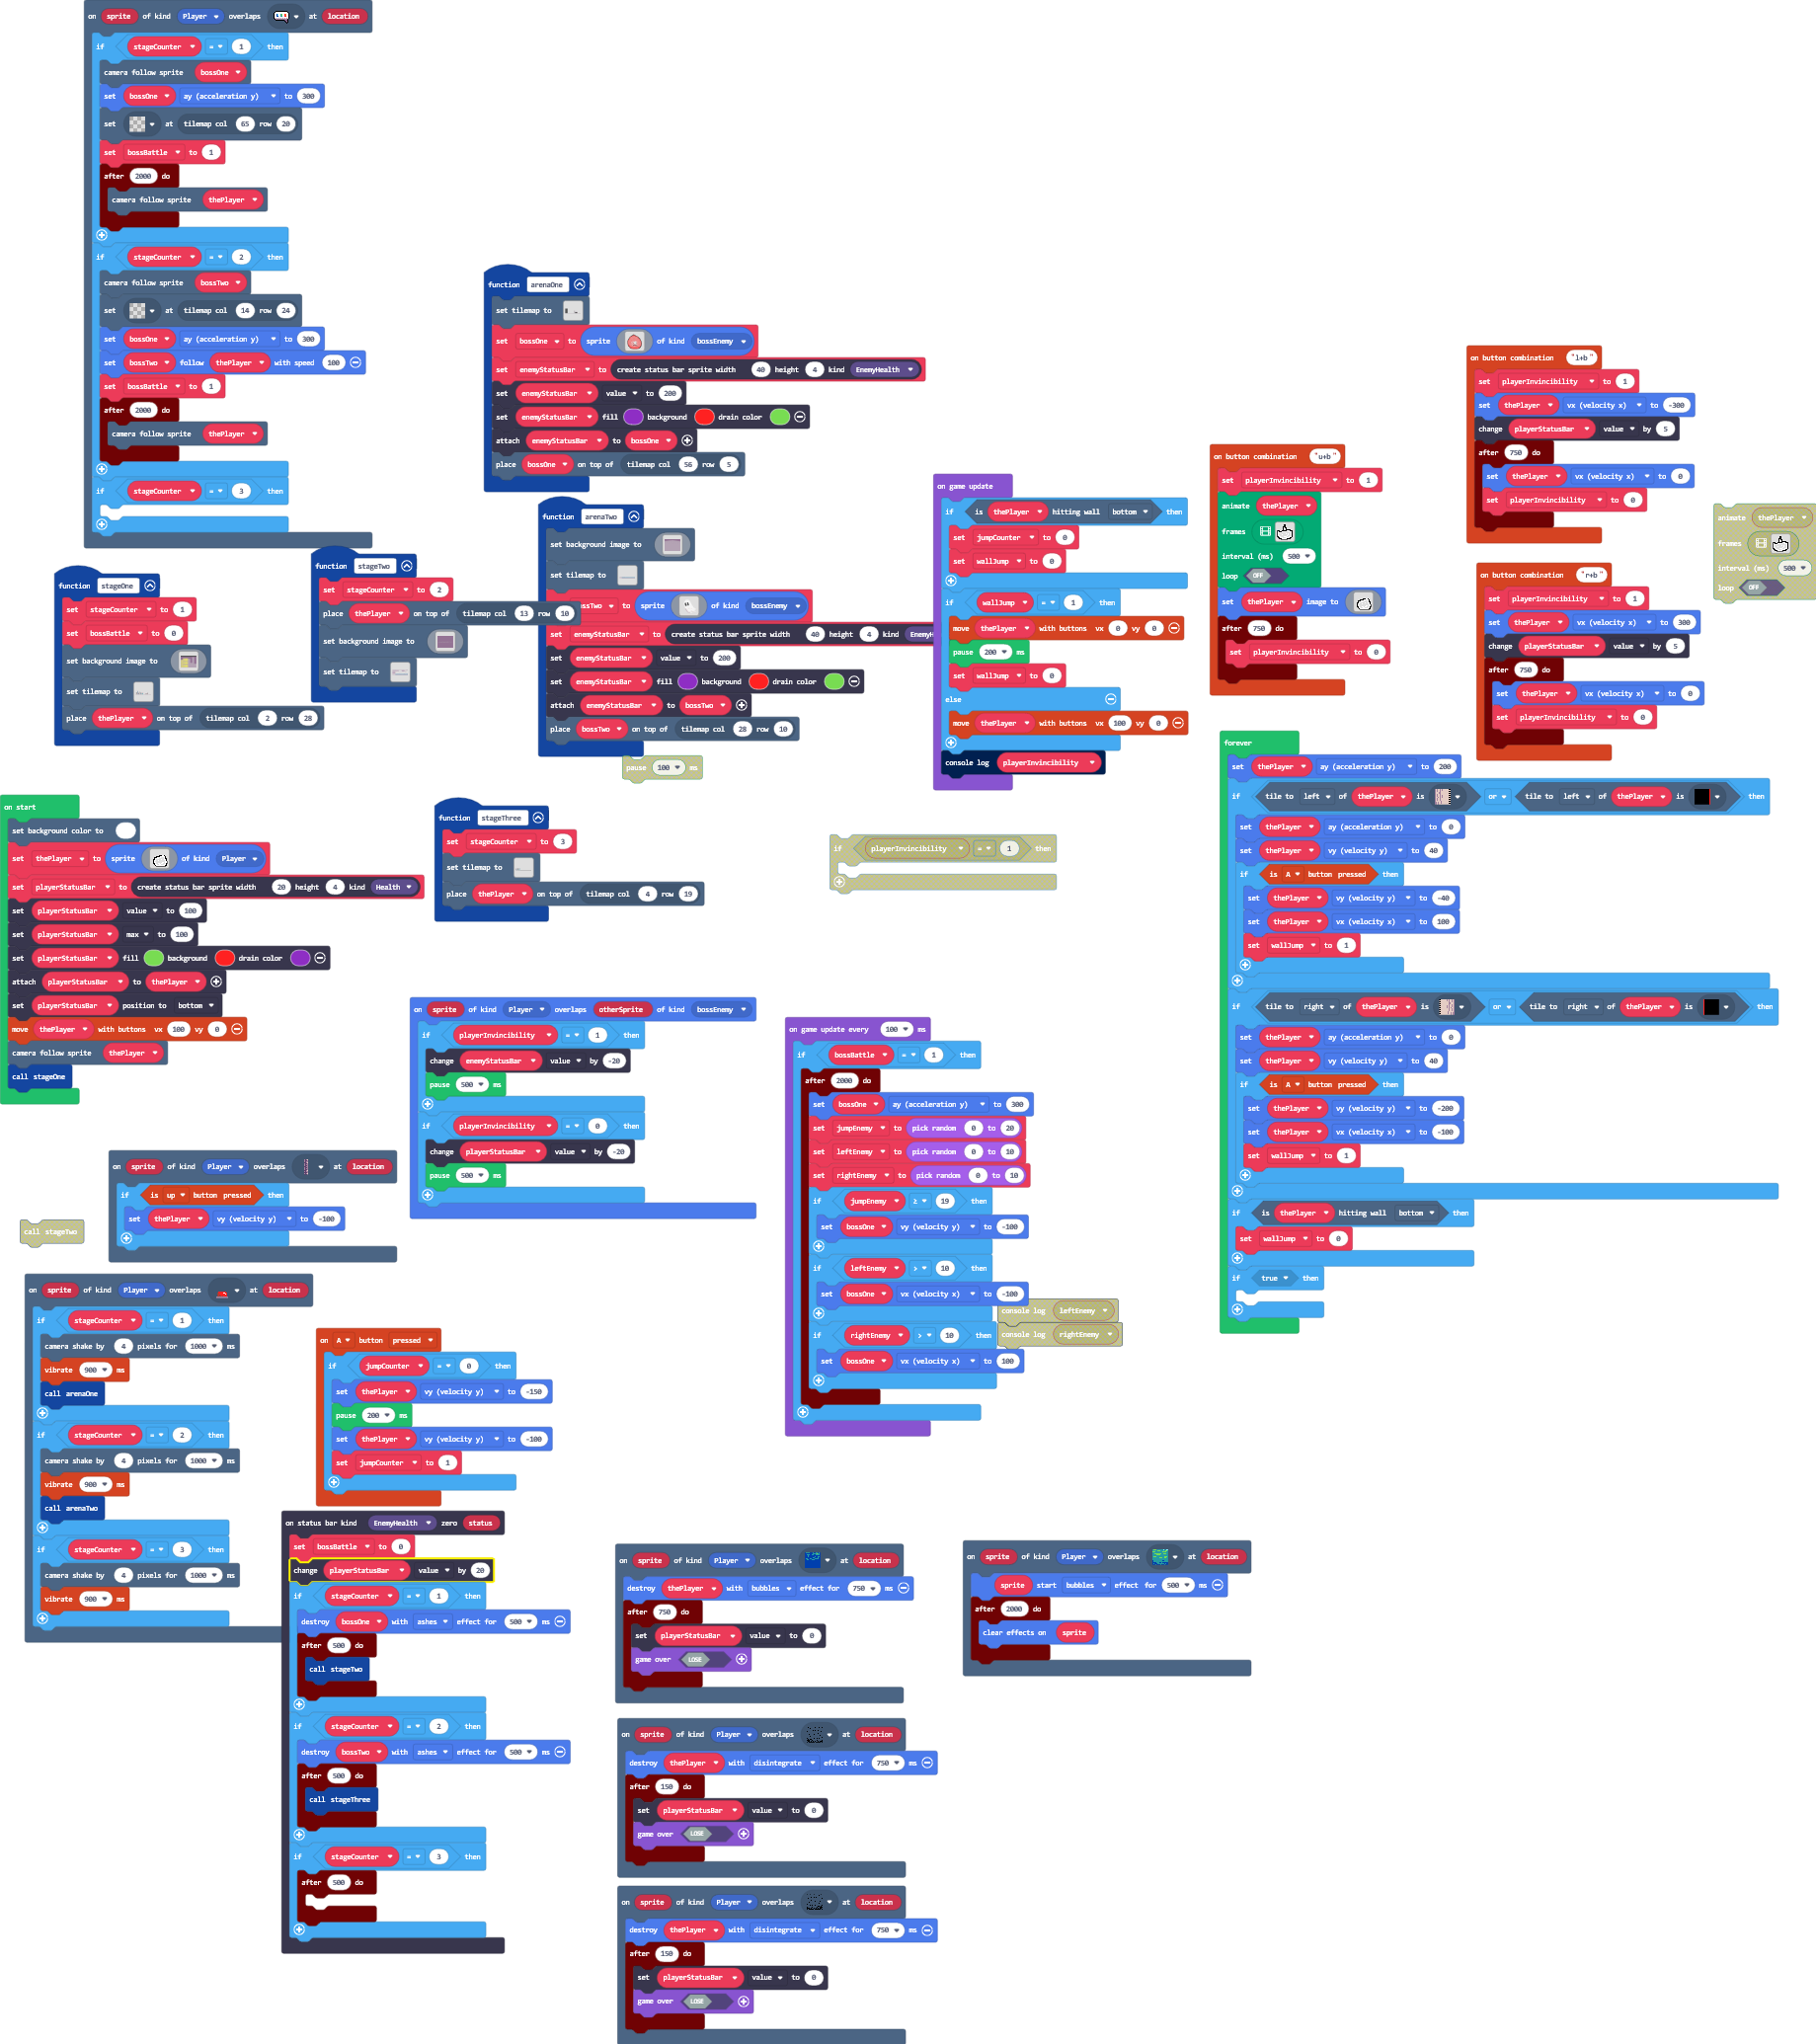 on sprite of kind Player overlaps at location
if stageCounter = 1 then
camera follow sprite bossOne
set bossOne ay (acceleration y) to 300
set at tilemap col 65 row 20
set bossBattle to 1
after 2000 do
camera follow sprite thePlayer
if stageCounter = 2 then
camera follow sprite bossTwo
set at tilemap col 14 row 24
set bossOne ay (acceleration y) to 300
set bossTwo follow thePlayer with speed 100
set bossBattle to 1
after 2000 do
camera follow sprite thePlayer
if stageCounter = 3 then
function stageOne
set stageCounter to 1
set bossBattle to 0
set background image to
set tilemap to
place thePlayer on top of tilemap col 2 row 28
function stageTwo
set stageCounter to 2
place thePlayer on top of tilemap col 13 row 10
set background image to
set tilemap to
function arenaOne
set tilemap to
set bossOne to sprite of kind bossEnemy
set enemyStatusBar to create status bar sprite width 40 height 4 kind EnemyHealth
set enemyStatusBar value to 200
set enemyStatusBar fill background drain color
attach enemyStatusBar to bossOne
place bossOne on top of tilemap col 56 row 5
function arenaTwo
set background image to
set tilemap to
ssTwo to sprite of kind bossEnemy
set enemyStatusBar to create status bar sprite width 40 height 4 kind EnemyH
set enemyStatusBar value to 200
set enemyStatusBar fill background drain color
attach enemyStatusBar to bossTwo
place bossTwo on top of tilemap col 28 row 10
pause 100 ms
on game update
if is thePlayer hitting wall bottom then
set jumpCounter to 0
set wallJump to 0
if wallJump = 1 then
move thePlayer with buttons vx 0 vy 0
pause 200 ms
set wallJump to 0
else
move thePlayer with buttons vx 100 vy 0
console log playerInvincibility
on button combination "u+b"
set playerInvincibility to 1
animate thePlayer
frames
interval (ms) 500
loop OFF
set thePlayer image to
after 750 do
set playerInvincibility to 0
on button combination "l+b"
set playerInvincibility to 1
set thePlayer vx (velocity x) to -300
change playerStatusBar value by 5
after 750 do
set thePlayer vx (velocity x) to 0
set playerInvincibility to 0
animate thePlayer
frames
interval (ms) 500
loop OFF
on button combination "r+b"
set playerInvincibility to 1
set thePlayer vx (velocity x) to 300
change playerStatusBar value by 5
after 750 do
set thePlayer vx (velocity x) to 0
set playerInvincibility to 0
on start
set background color to
set thePlayer to sprite of kind Player
set playerStatusBar to create status bar sprite width 20 height 4 kind Health
set playerStatusBar value to 100
set playerStatusBar max to 100
set playerStatusBar fill background drain color
attach playerStatusBar to thePlayer
set playerStatusBar position to bottom
move thePlayer with buttons vx 100 vy 0
camera follow sprite thePlayer
call stageOne
function stageThree
set stageCounter to 3
set tilemap to
place thePlayer on top of tilemap col 4 row 19
if playerInvincibility = 1 then
forever
set thePlayer ay (acceleration y) to 200
if tile to left of thePlayer is or tile to left of thePlayer is then
set thePlayer ay (acceleration y) to 0
set thePlayer vy (velocity y) to 40
if is A button pressed then
set thePlayer vy (velocity y) to -40
set thePlayer vx (velocity x) to 100
set wallJump to 1
if tile to right of thePlayer is or tile to right of thePlayer is then
set thePlayer ay (acceleration y) to 0
set thePlayer vy (velocity y) to 40
if is A button pressed then
set thePlayer vy (velocity y) to -200
set thePlayer vx (velocity x) to -100
set wallJump to 1
if is thePlayer hitting wall bottom then
set wallJump to 0
if true then
on sprite of kind Player overlaps otherSprite of kind bossEnemy
if playerInvincibility = 1 then
change enemyStatusBar value by -20
pause 500 ms
if playerInvincibility = 0 then
change playerStatusBar value by -20
pause 500 ms
on game update every 100 ms
if bossBattle = 1 then
after 2000 do
set bossOne ay (acceleration y) to 300
set jumpEnemy to pick random 0 to 20
set leftEnemy to pick random 0 to 10
set rightEnemy to pick random 0 to 10
if jumpEnemy ≥ 19 then
set bossOne vy (velocity y) to -100
if leftEnemy > 10 then
set bossOne vx (velocity x) to -100
if rightEnemy > 10 then
set bossOne vx (velocity x) to 100
console log leftEnemy
console log rightEnemy
on sprite of kind Player overlaps at location
if is up button pressed then
set thePlayer vy (velocity y) to -100
call stageTwo
on sprite of kind Player overlaps at location
if stageCounter = 1 then
camera shake by 4 pixels for 1000 ms
vibrate 900 ms
call arenaOne
if stageCounter = 2 then
camera shake by 4 pixels for 1000 ms
vibrate 900 ms
call arenaTwo
if stageCounter = 3 then
camera shake by 4 pixels for 1000 ms
vibrate 900 ms
on A button pressed
if jumpCounter = 0 then
set thePlayer vy (velocity y) to -150
pause 200 ms
set thePlayer vy (velocity y) to -100
set jumpCounter to 1
on status bar kind EnemyHealth zero status
set bossBattle to 0
change playerStatusBar value by 20
if stageCounter = 1 then
destroy bossOne with ashes effect for 500 ms
after 500 do
call stageTwo
if stageCounter = 2 then
destroy bossTwo with ashes effect for 500 ms
after 500 do
call stageThree
if stageCounter = 3 then
after 500 do
on sprite of kind Player overlaps at location
destroy thePlayer with bubbles effect for 750 ms
after 750 do
set playerStatusBar value to 0
game over LOSE
on sprite of kind Player overlaps at location
sprite start bubbles effect for 500 ms
after 2000 do
clear effects on sprite
on sprite of kind Player overlaps at location
destroy thePlayer with disintegrate effect for 750 ms
after 150 do
set playerStatusBar value to 0
game over LOSE
on sprite of kind Player overlaps at location
destroy thePlayer with disintegrate effect for 750 ms
after 150 do
set playerStatusBar value to 0
game over LOSE